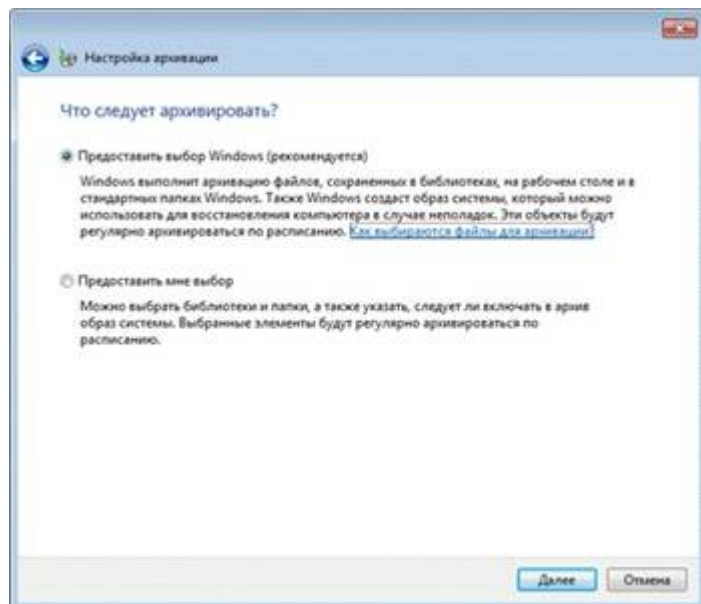 Настройка архивации
Что следует архивировать?
Предоставить выбор Windows (рекомендуется)
Windows выполнит архивацию файлов, сохраненных в библиотеках, на рабочем столе и в
стандартных папках Windows. Также Windows создаст образ системы, который можно
использовать для восстановления компьютера в случае неполадок. Эти объекты будут
регулярно архивироваться по расписанию. Как выбираются файлы для архивации?
Предоставить мне выбор
Можно выбрать библиотеки и папки, а также указать, следует ли включать в архив
образ системы. Выбранные элементы будут регулярно архивироваться по
расписанию.
Далее Отмена